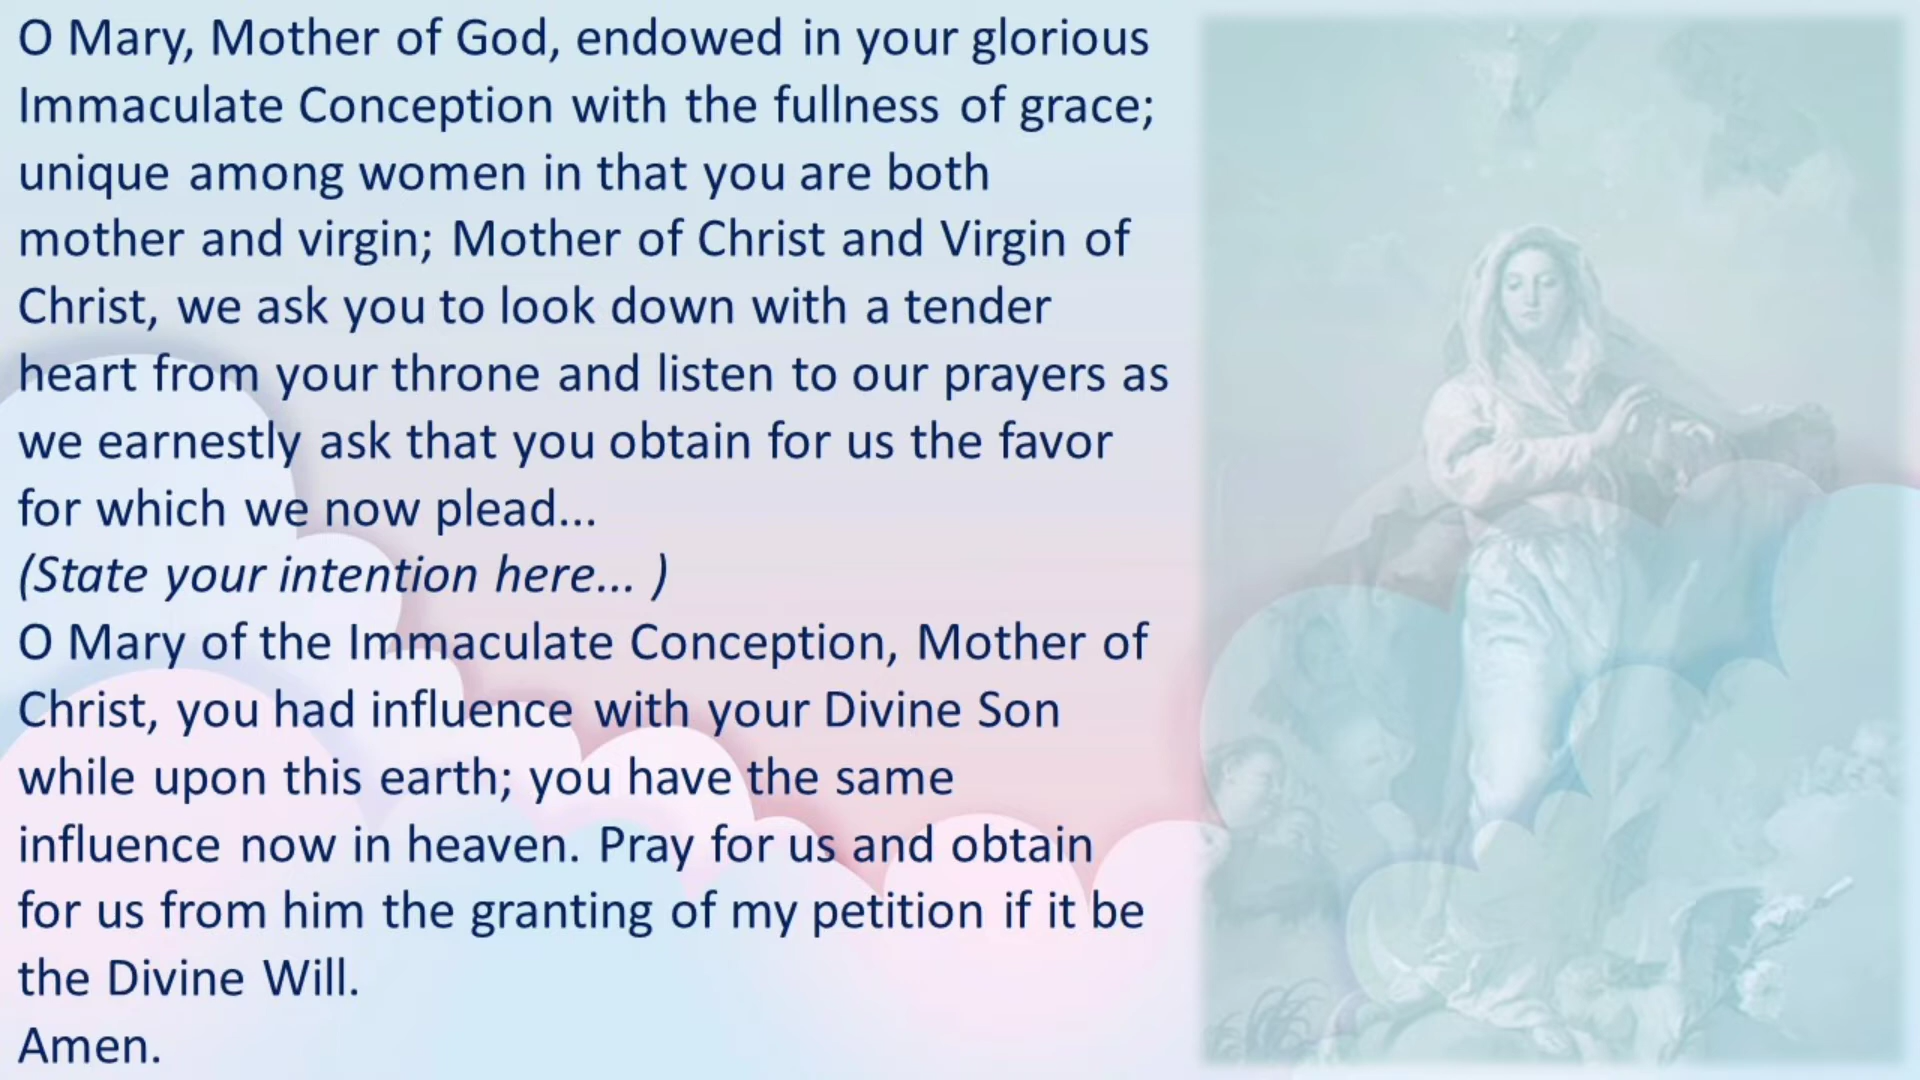 O Mary, Mother of God, endowed in your glorious
Immaculate Conception with the fullness of grace;
unique among women in that you are both
mother and virgin; Mother of Christ and Virgin of
Christ, we ask you to look down with a tender
heart from your throne and listen to our prayers as
we earnestly ask that you obtain for us the favor
for which we now plead...
(State your intention here... )
O Mary of the Immaculate Conception, Mother of
Christ, you had influence with your Divine Son
while upon this earth; you have the same
influence now in heaven. Pray for us and obtain
for us from him the granting of my petition if it be
the Divine Will.
Amen.